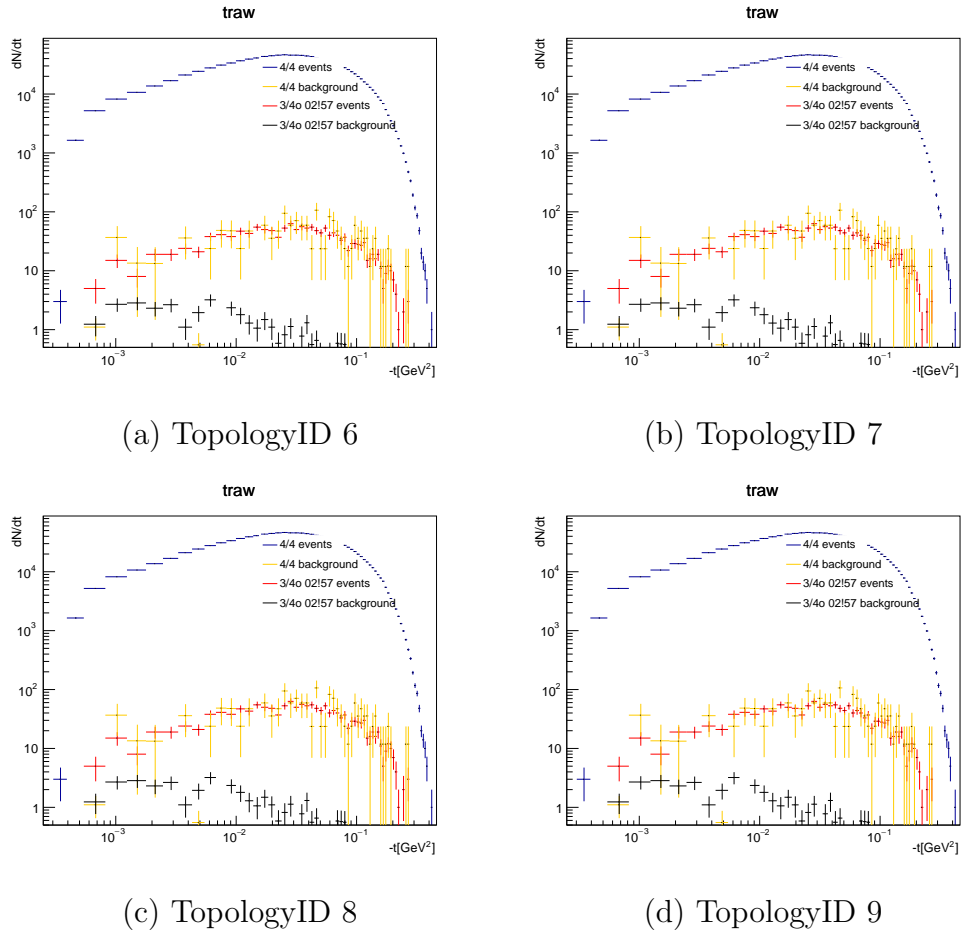 traw
dN/dt
10⁴
10³
10²
10
1
4/4 events
4/4 background
3/4o 02!57 events
3/4o 02!57 background
10⁻³
10⁻²
10⁻¹
-t[GeV²]
(a) TopologyID 6
traw
dN/dt
10⁴
10³
10²
10
1
4/4 events
4/4 background
3/4o 02!57 events
3/4o 02!57 background
10⁻³
10⁻²
10⁻¹
-t[GeV²]
(b) TopologyID 7
traw
dN/dt
10⁴
10³
10²
10
1
4/4 events
4/4 background
3/4o 02!57 events
3/4o 02!57 background
10⁻³
10⁻²
10⁻¹
-t[GeV²]
(c) TopologyID 8
traw
dN/dt
10⁴
10³
10²
10
1
4/4 events
4/4 background
3/4o 02!57 events
3/4o 02!57 background
10⁻³
10⁻²
10⁻¹
-t[GeV²]
(d) TopologyID 9